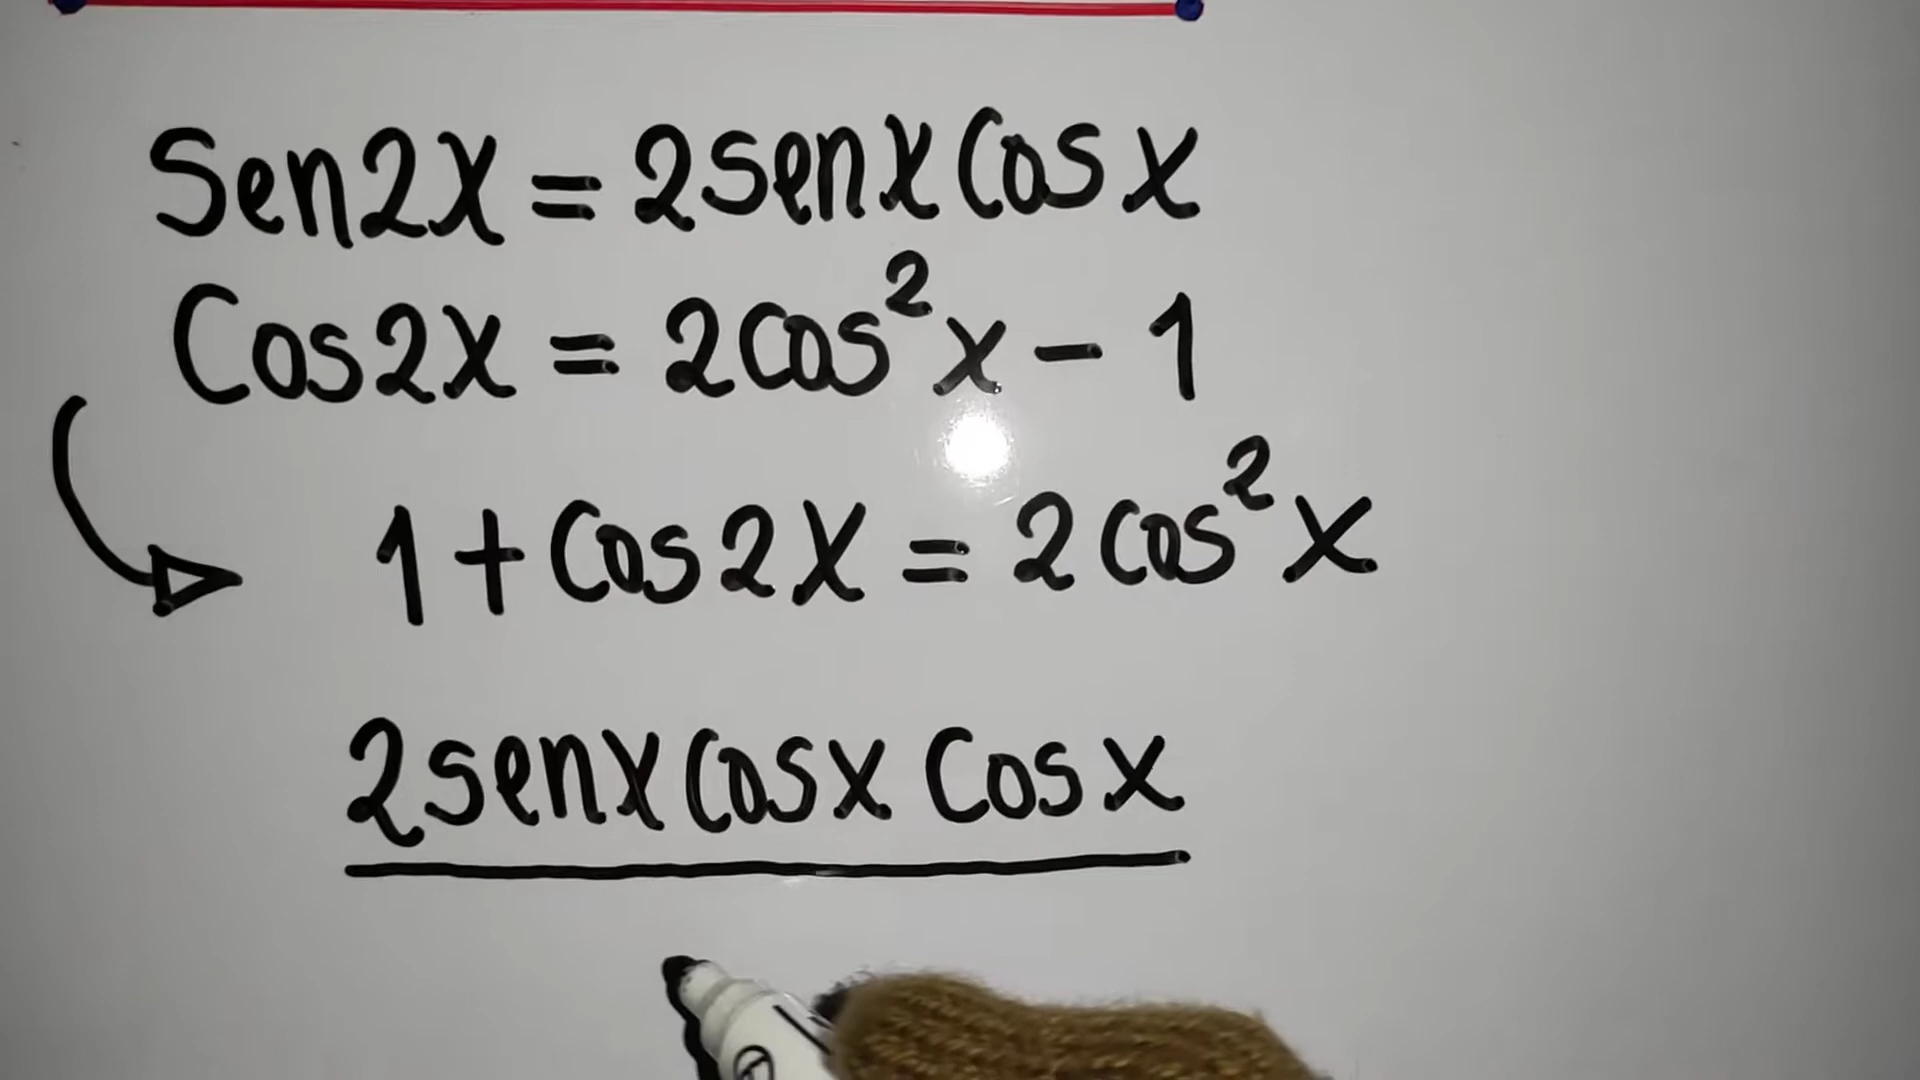 Sen2x = 2senx Cos x
Cos2x = 2cos²x - 1
1 + Cos2x = 2cos²x
2senx cosx Cosx